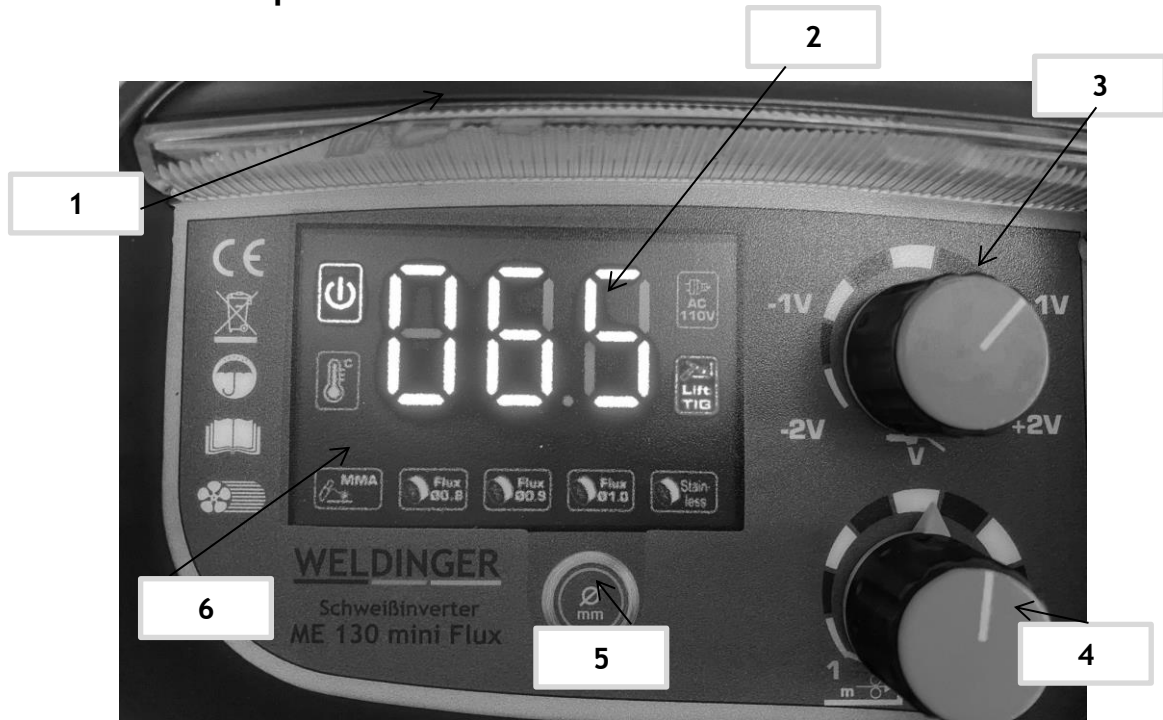 2
3
1
CE
AC
110V
065
°C
Lift
TIG
-1V
1V
-2V
+2V
V
MMA
Flux
Ø0.8
Flux
Ø0.9
Flux
Ø1.0
Stain-
less
WELDINGER
Schweißinverter
ME 130 mini Flux
6
Ø
mm
5
4
1
m